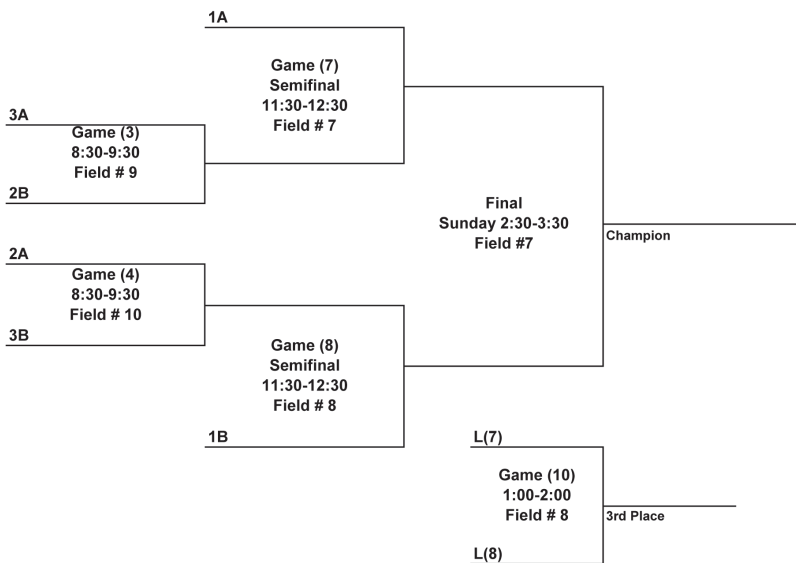 1A
Game (7)
Semifinal
11:30-12:30
Field # 7
3A
Game (3)
8:30-9:30
Field # 9
2B
Final
Sunday 2:30-3:30
Field #7
Champion
2A
Game (4)
8:30-9:30
Field # 10
3B
Game (8)
Semifinal
11:30-12:30
Field # 8
1B
L(7)
Game (10)
1:00-2:00
Field # 8
3rd Place
L(8)